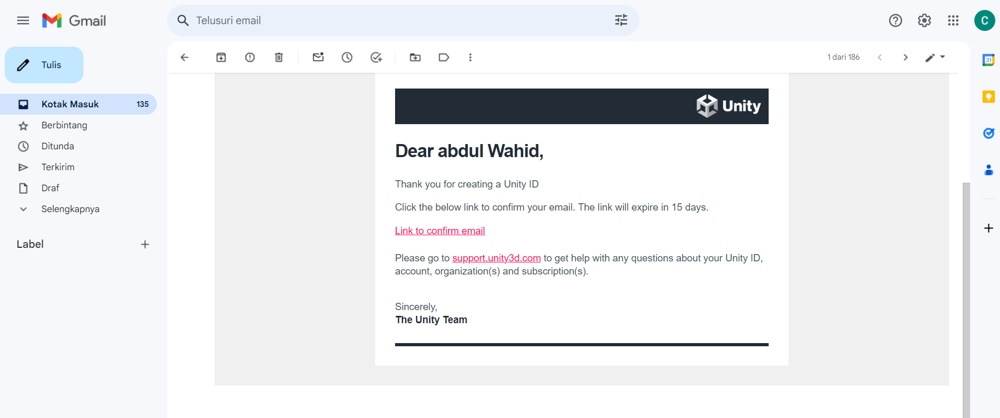 Gmail
Telusuri email
Tulis
1 dari 186
31
Kotak Masuk 135
Berbintang
Ditunda
Terkirim
Draf
Selengkapnya
Label
C
Unity
Dear abdul Wahid,
Thank you for creating a Unity ID
Click the below link to confirm your email. The link will expire in 15 days.
Link to confirm email
Please go to support.unity3d.com to get help with any questions about your Unity ID,
account, organization(s) and subscription(s).
Sincerely,
The Unity Team